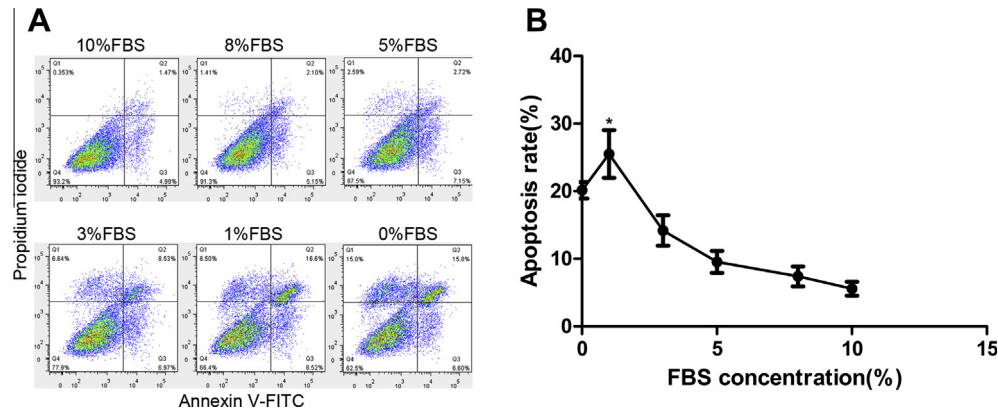 A
B
10%FBS
8%FBS
5%FBS
Q1
0.353%
Q2
1.47%
Q4
93.2%
Q3
4.99%
Q1
1.41%
Q2
2.10%
Q4
91.3%
Q3
5.15%
Q1
2.59%
Q2
2.72%
Q4
87.5%
Q3
7.15%
3%FBS
1%FBS
0%FBS
Q1
6.64%
Q2
8.53%
Q4
77.9%
Q3
6.97%
Q1
8.50%
Q2
16.6%
Q4
66.4%
Q3
8.52%
Q1
15.0%
Q2
15.8%
Q4
62.5%
Q3
6.60%
Propidium iodide
Annexin V-FITC
Apoptosis rate(%)
40
30
20
10
0
*
0
5
10
15
FBS concentration(%)